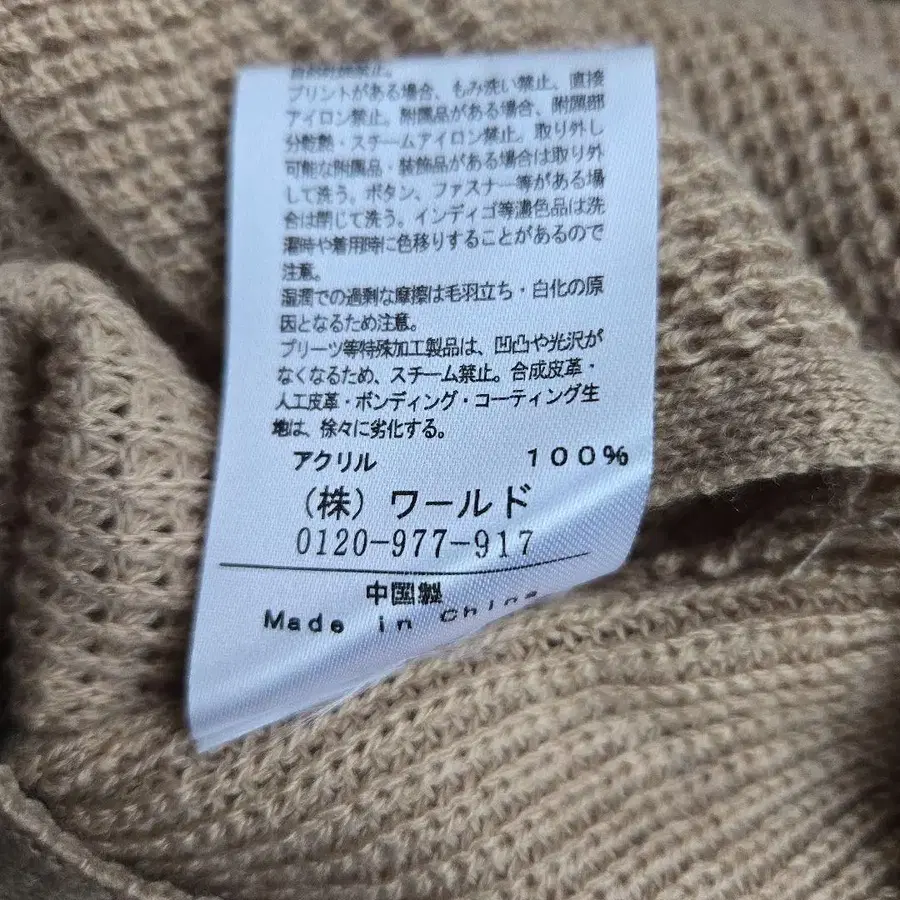 プリントがある場合、もみ洗い禁止、直接
アイロン禁止。附属品がある場合、附属部
分乾熱・スチームアイロン禁止。取り外し
可能な附属品・装飾品がある場合は取り外
して洗う。ボタン、ファスナー等がある場
合は閉じて洗う。インディゴ等濃色品は洗
濯時や着用時に色移りすることがあるので
注意。
湿潤での過剰な摩擦は毛羽立ち・白化の原
因となるため注意。
プリーツ等特殊加工製品は、凹凸や光沢が
なくなるため、スチーム禁止。合成皮革・
人工皮革・ボンディング・コーティング生
地は、徐々に劣化する。
アクリル 100%
(株)ワールド
0120-977-917
中国製
Made in China